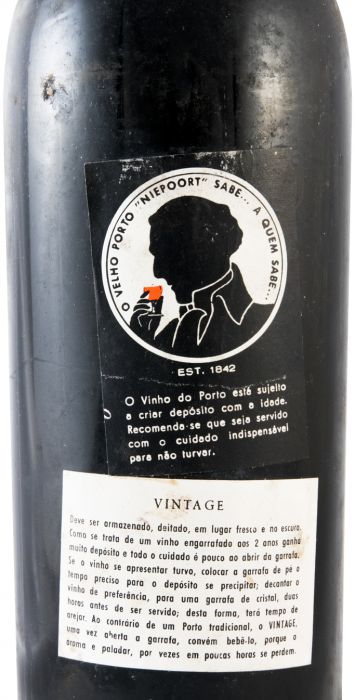 O VELHO PORTO "NIEPOORT" SABE... A QUEM SABE...
EST. 1842
O Vinho do Porto está sujeito
a criar depósito com a idade.
Recomenda-se que seja servido
com o cuidado indispensável
para não turvar.
VINTAGE
Deve ser armazenado, deitado, em lugar fresco e no escuro.
Como se trata de um vinho engarrafado aos 2 anos ganha
muito depósito e todo o cuidado é pouco ao abrir da garrafa.
Se o vinho se apresentar turvo, colocar a garrafa de pé o
tempo preciso para o depósito se precipitar; decantar o
vinho de preferência, para uma garrafa de cristal, duas
horas antes de ser servido; desta forma, terá tempo de
arejar. Ao contrário de um Porto tradicional, o VINTAGE,
uma vez aberta a garrafa, convém bebê-lo, porque o
aroma e paladar, por vezes em poucas horas se perdem.